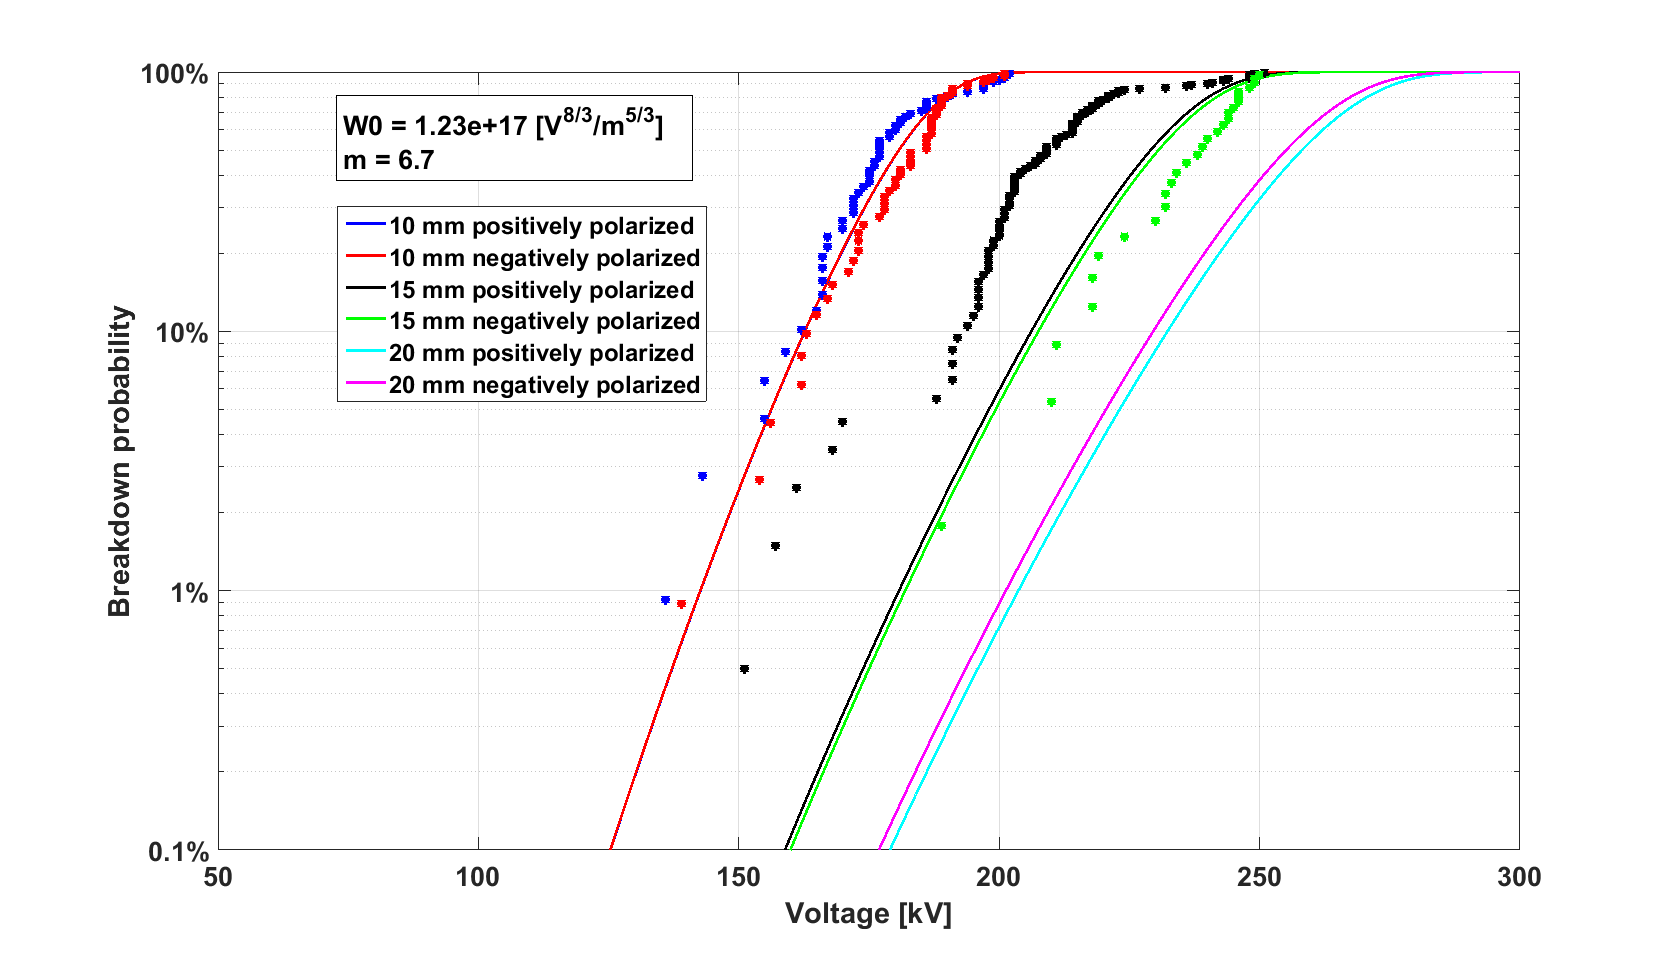 100%
10%
1%
0.1%
Breakdown probability
W0 = 1.23e+17 [V^8/3/m^5/3]
m = 6.7
10 mm positively polarized
10 mm negatively polarized
15 mm positively polarized
15 mm negatively polarized
20 mm positively polarized
20 mm negatively polarized
50 100 150 200 250 300
Voltage [kV]